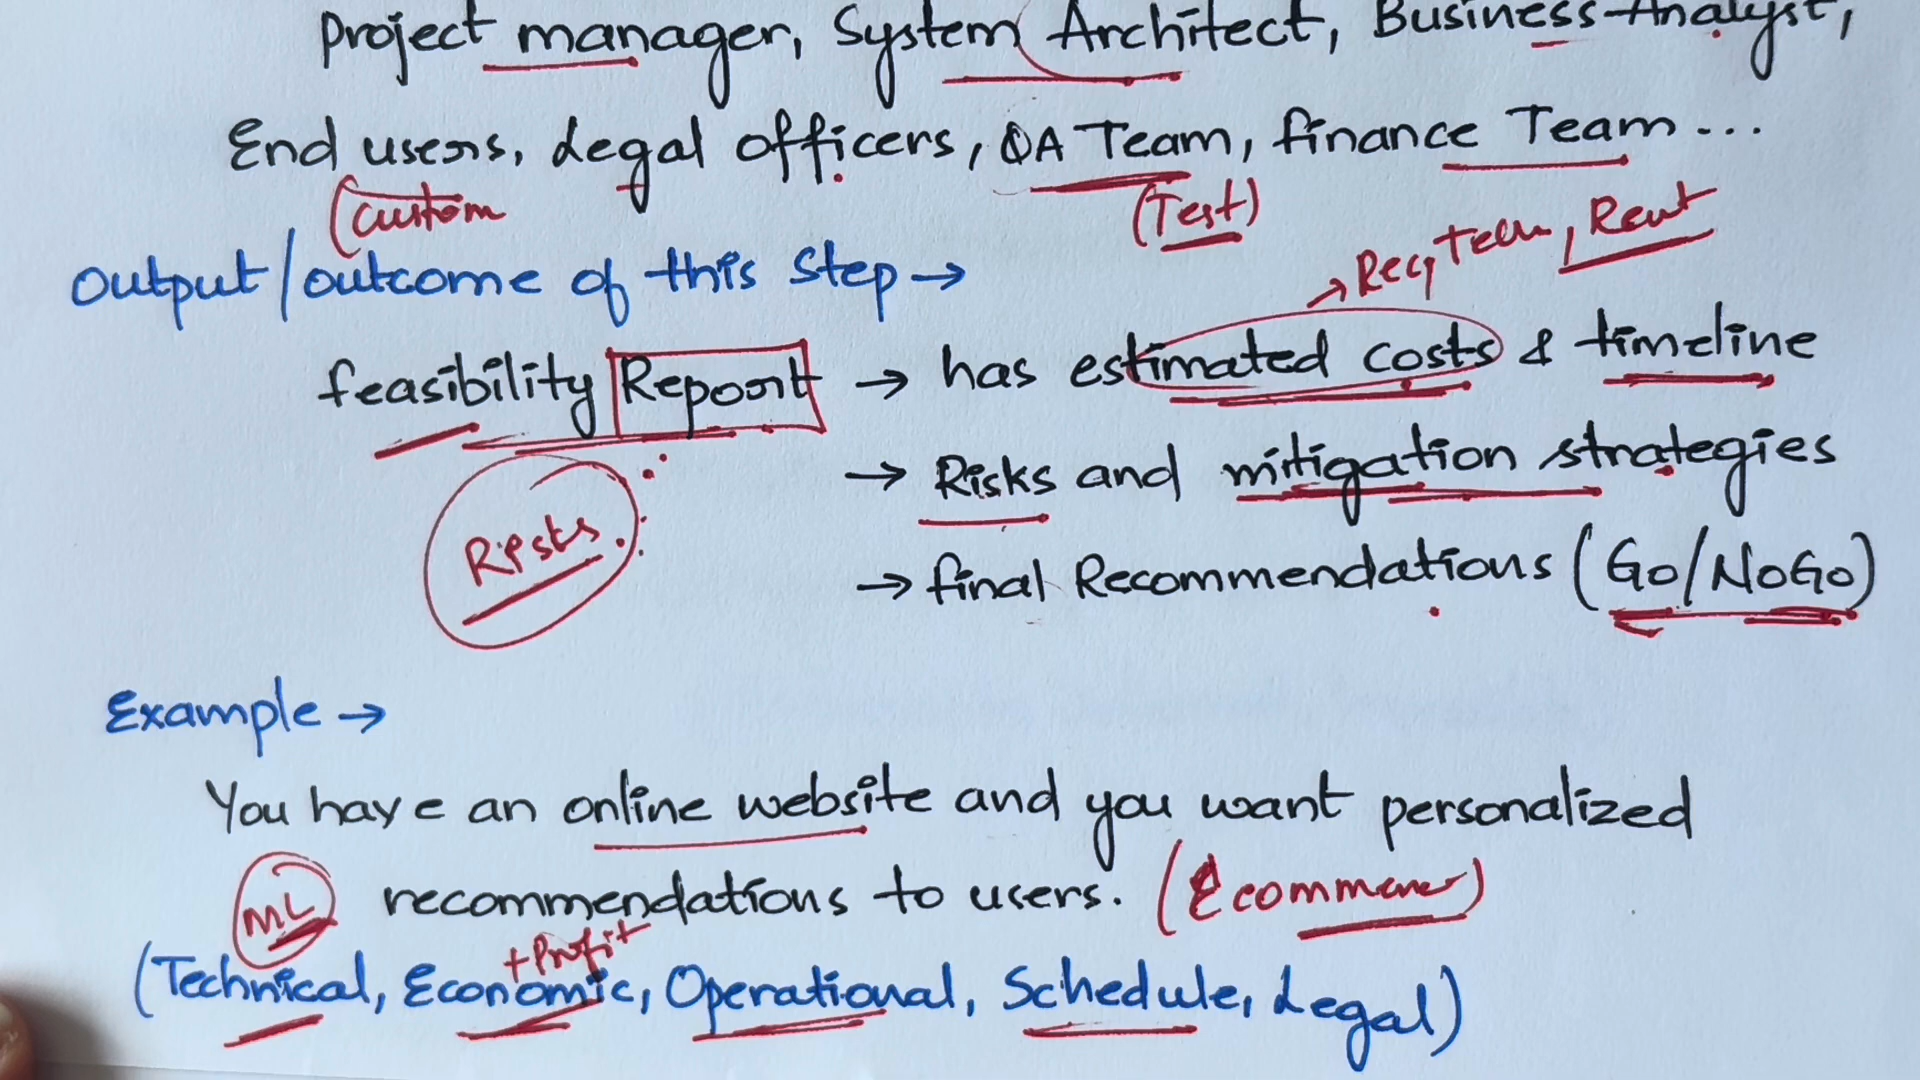 Project manager, System Architect, Business Analyst,
End users, Legal officers, QA Team, finance Team...
(custom
(Test)
→ Req, Team, Rent
Output/outcome of this step →
feasibility Report → has estimated costs & timeline
→ Risks and mitigation strategies
Risks
→ final Recommendations (Go/NoGo)
Example →
You have an online website and you want personalized
ML recommendations to users. (Ecommerce)
+Profit
(Technical, Economic, Operational, Schedule, Legal)